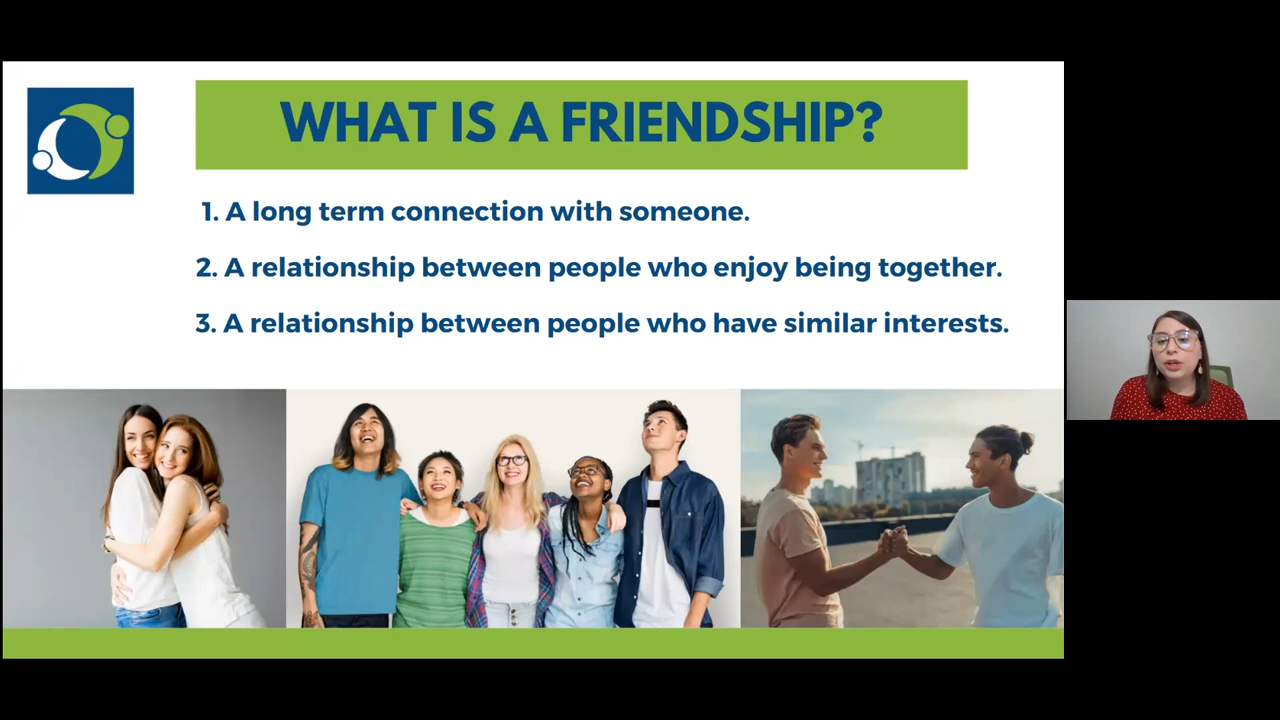 WHAT IS A FRIENDSHIP?
1. A long term connection with someone.
2. A relationship between people who enjoy being together.
3. A relationship between people who have similar interests.